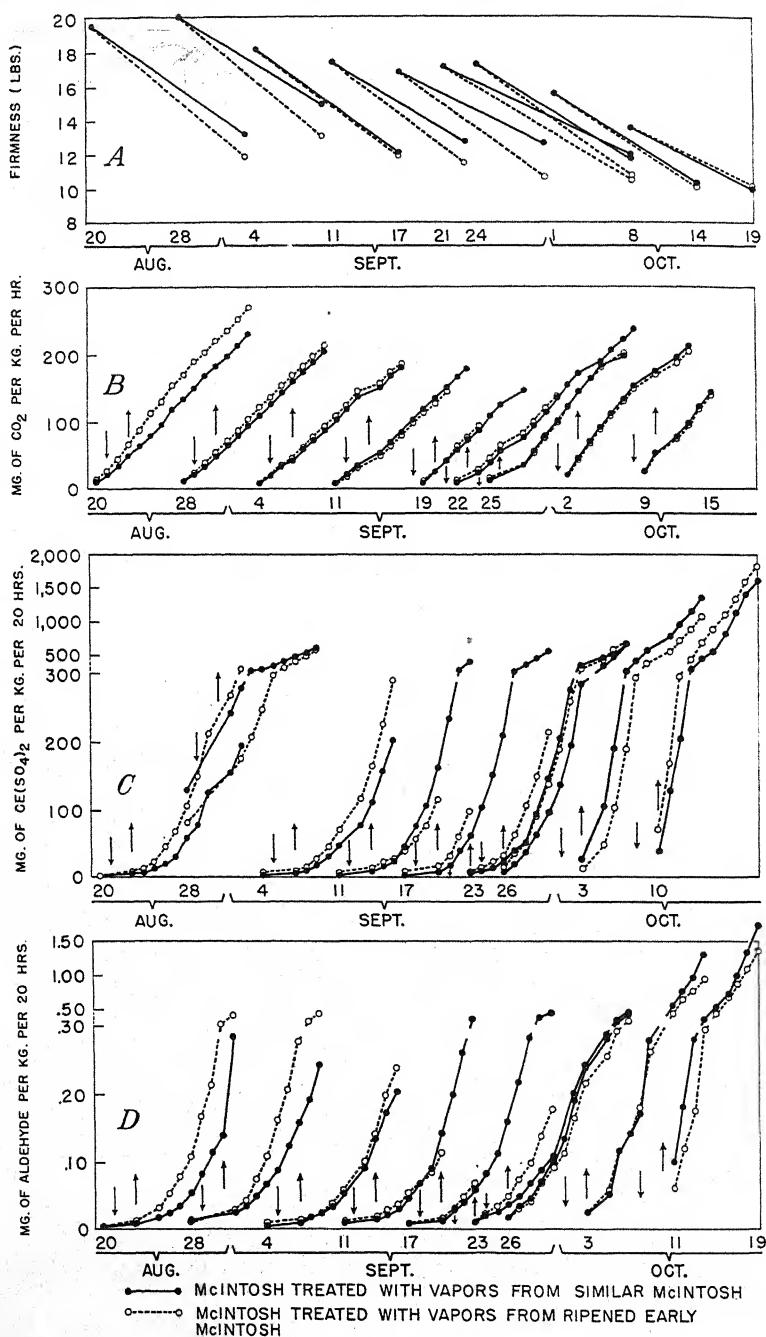 FIRMNESS (LBS.)
20
18
16
14
12
10
8
A
20 28 4 11 17 21 24 1 8 14 19
AUG. SEPT. OCT.
MG. OF CO2 PER KG. PER HR.
300
200
100
0
B
20 28 4 11 19 22 25 2 9 15
AUG. SEPT. OCT.
MG. OF CE(SO4)2 PER KG. PER 20 HRS.
2,000
1,500
1,000
500
300
200
100
0
C
20 28 4 11 17 23 26 3 10
AUG. SEPT. OCT.
MG. OF ALDEHYDE PER KG. PER 20 HRS.
1.50
1.00
.50
.30
.20
.10
0
D
20 28 4 11 17 23 26 3 11 19
AUG. SEPT. OCT.
McINTOSH TREATED WITH VAPORS FROM SIMILAR McINTOSH
McINTOSH TREATED WITH VAPORS FROM RIPENED EARLY
McINTOSH